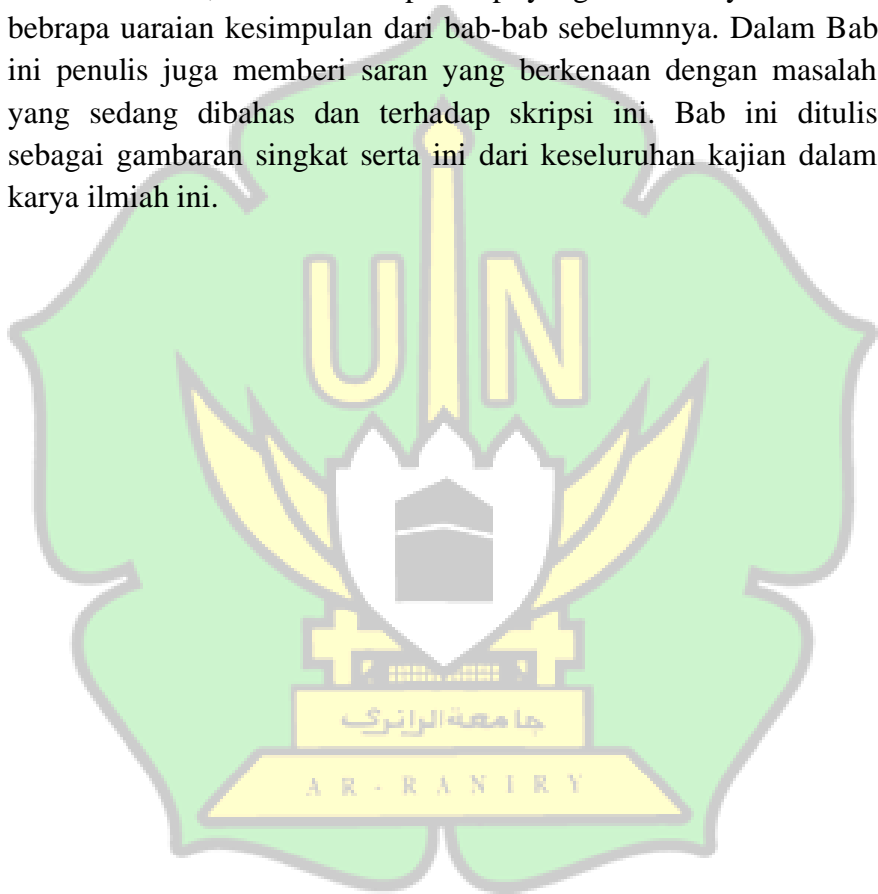 bebrapa uaraian kesimpulan dari bab-bab sebelumnya. Dalam Bab
ini penulis juga memberi saran yang berkenaan dengan masalah
yang sedang dibahas dan terhadap skripsi ini. Bab ini ditulis
sebagai gambaran singkat serta ini dari keseluruhan kajian dalam
karya ilmiah ini.
U N
جامعة الرانري
AR-RANIRY